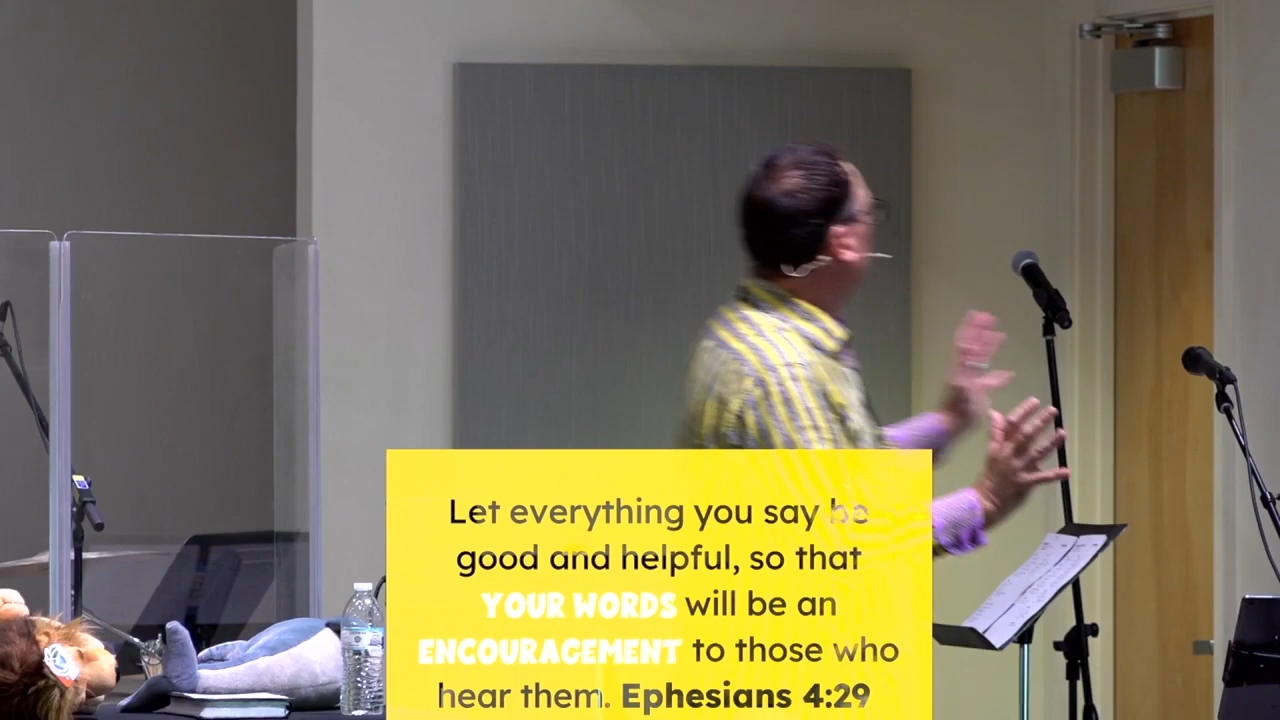 Let everything you say be
good and helpful, so that
YOUR WORDS will be an
ENCOURAGEMENT to those who
hear them. Ephesians 4:29